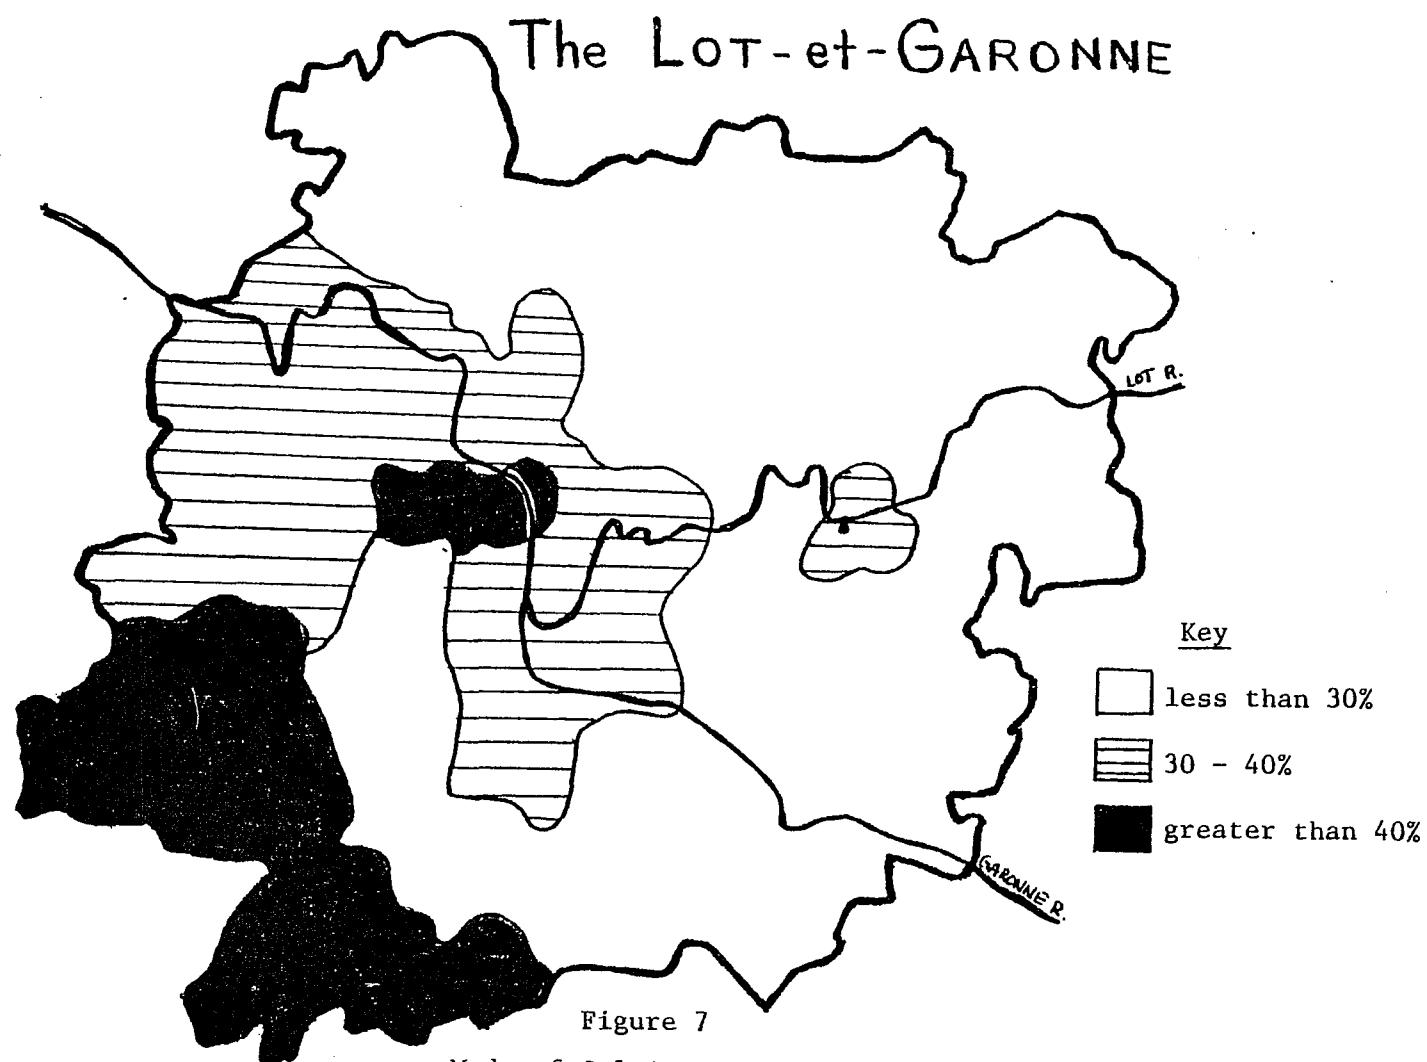 The LOT-et-GARONNE
LOT R.
Key
less than 30%
30 - 40%
greater than 40%
GARONNE R.
Figure 7